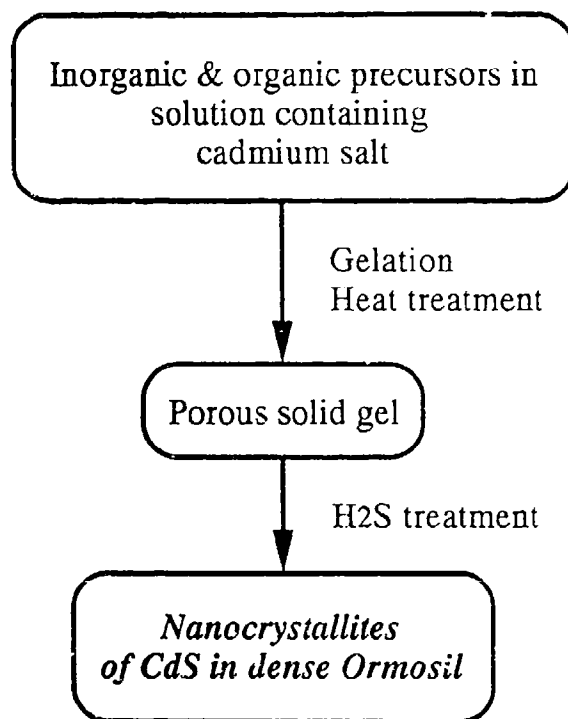 Inorganic & organic precursors in
solution containing
cadmium salt
Gelation
Heat treatment
Porous solid gel
H2S treatment
Nanocrystallites
of CdS in dense Ormosil